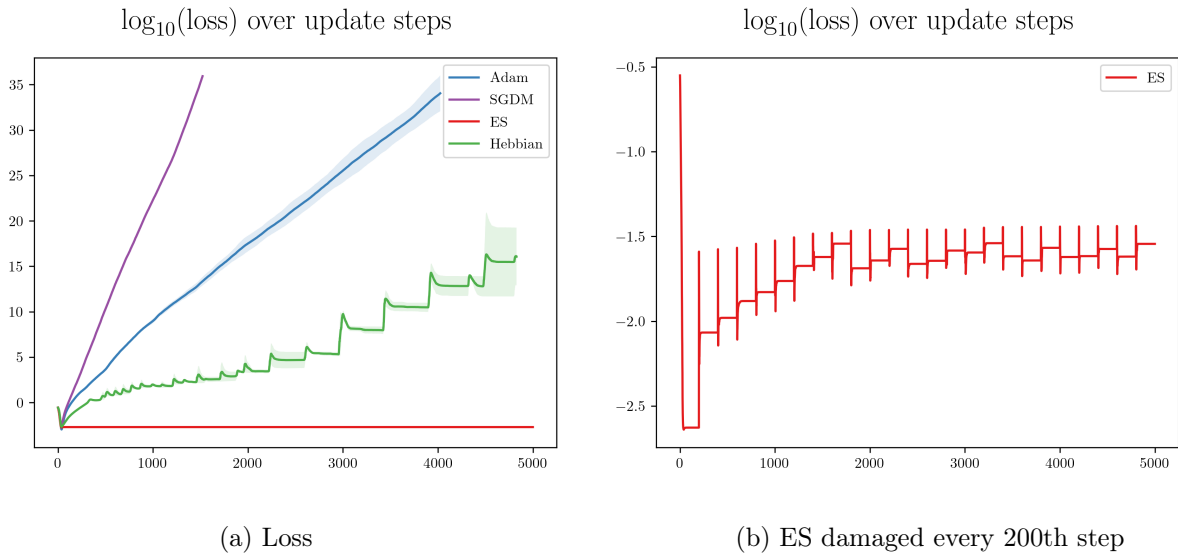 log₁₀(loss) over update steps
35
30
25
20
15
10
5
0
0 1000 2000 3000 4000 5000
Adam
SGDM
ES
Hebbian
(a) Loss
log₁₀(loss) over update steps
−0.5
−1.0
−1.5
−2.0
−2.5
0 1000 2000 3000 4000 5000
ES
(b) ES damaged every 200th step